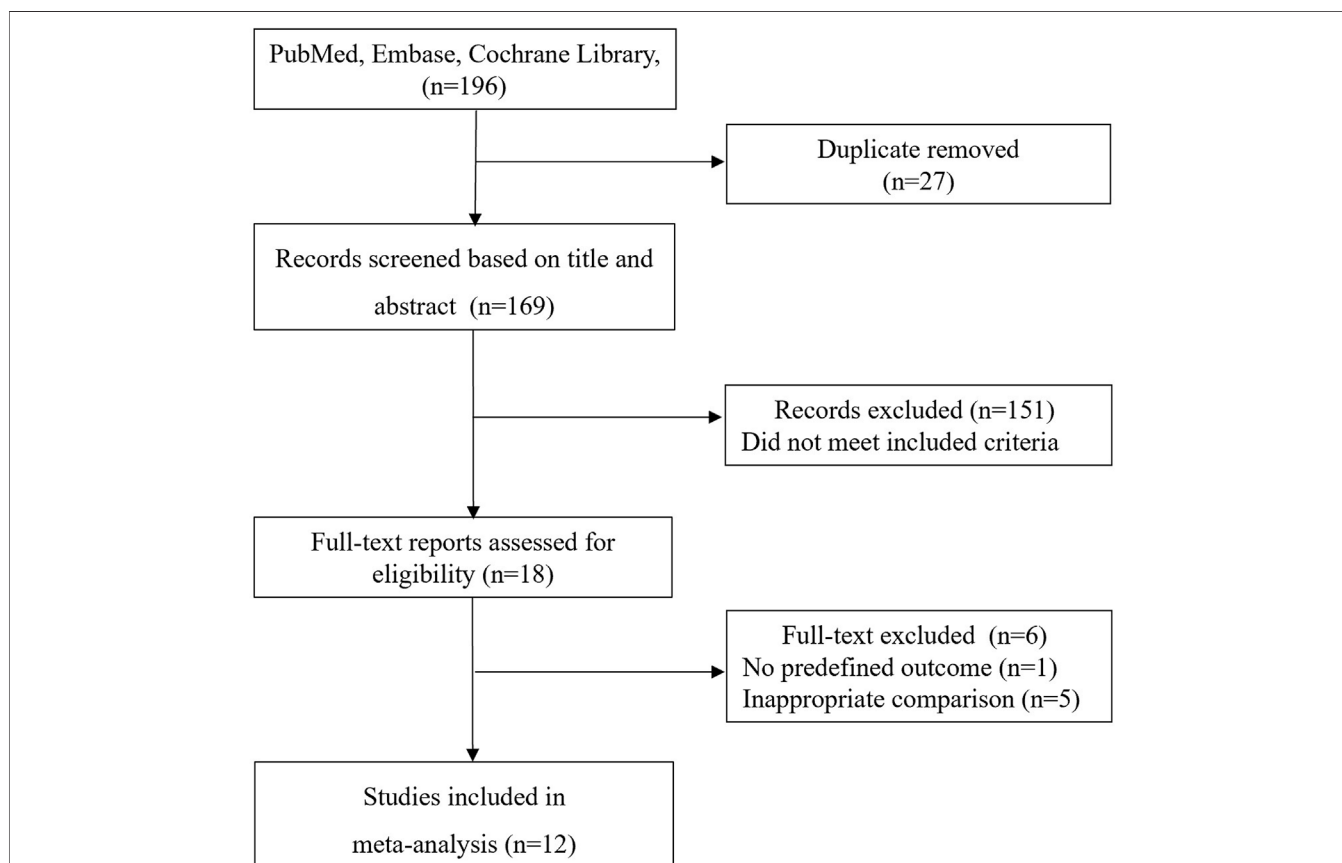 PubMed, Embase, Cochrane Library,
(n=196)
Duplicate removed
(n=27)
Records screened based on title and
abstract (n=169)
Records excluded (n=151)
Did not meet included criteria
Full-text reports assessed for
eligibility (n=18)
Full-text excluded (n=6)
No predefined outcome (n=1)
Inappropriate comparison (n=5)
Studies included in
meta-analysis (n=12)